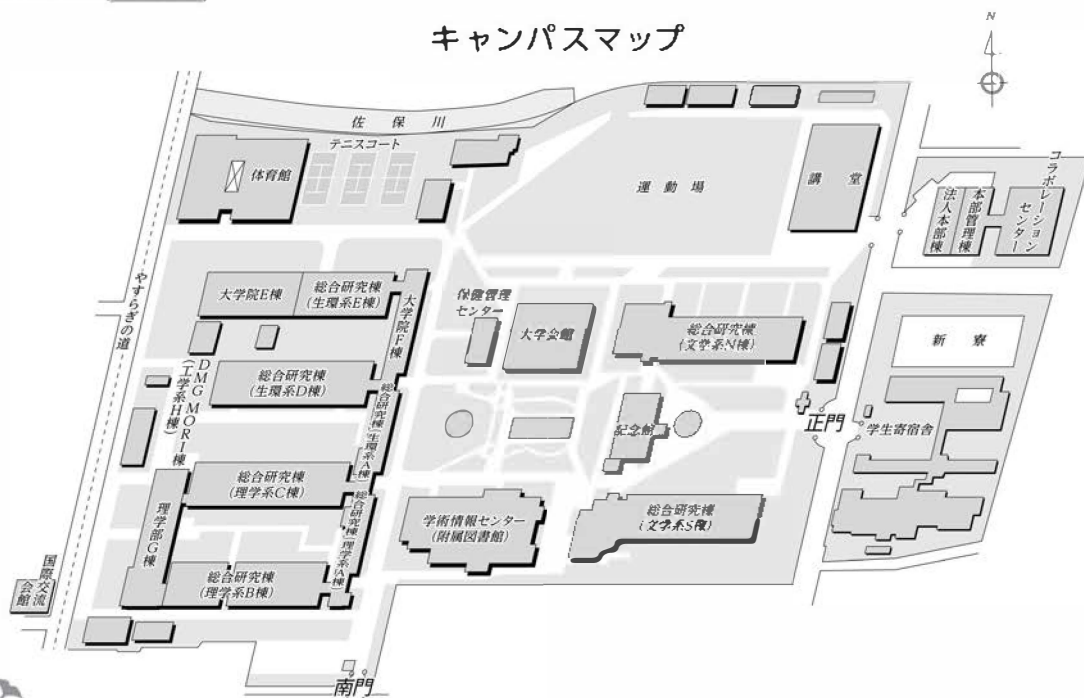 キャンパスマップ
N
佐保川
テニスコート
体育館
運動場
講堂
コラボレーション
センター
本部管理棟
法人本部棟
やすらぎの道
大学院E棟
総合研究棟
(生環系E棟)
大学院F棟
保健管理
センター
大学会館
総合研究棟
(文学系N棟)
新寮
総合研究棟
(生環系D棟)
DMG MORI棟
(工学系H棟)
総合研究棟(生環系A棟)
記念館
正門
学生寄宿舎
総合研究棟
(理学系C棟)
理学部G棟
総合研究棟(理学系A棟)
学術情報センター
(附属図書館)
総合研究棟
(文学系S棟)
国際交流
会館
総合研究棟
(理学系B棟)
南門